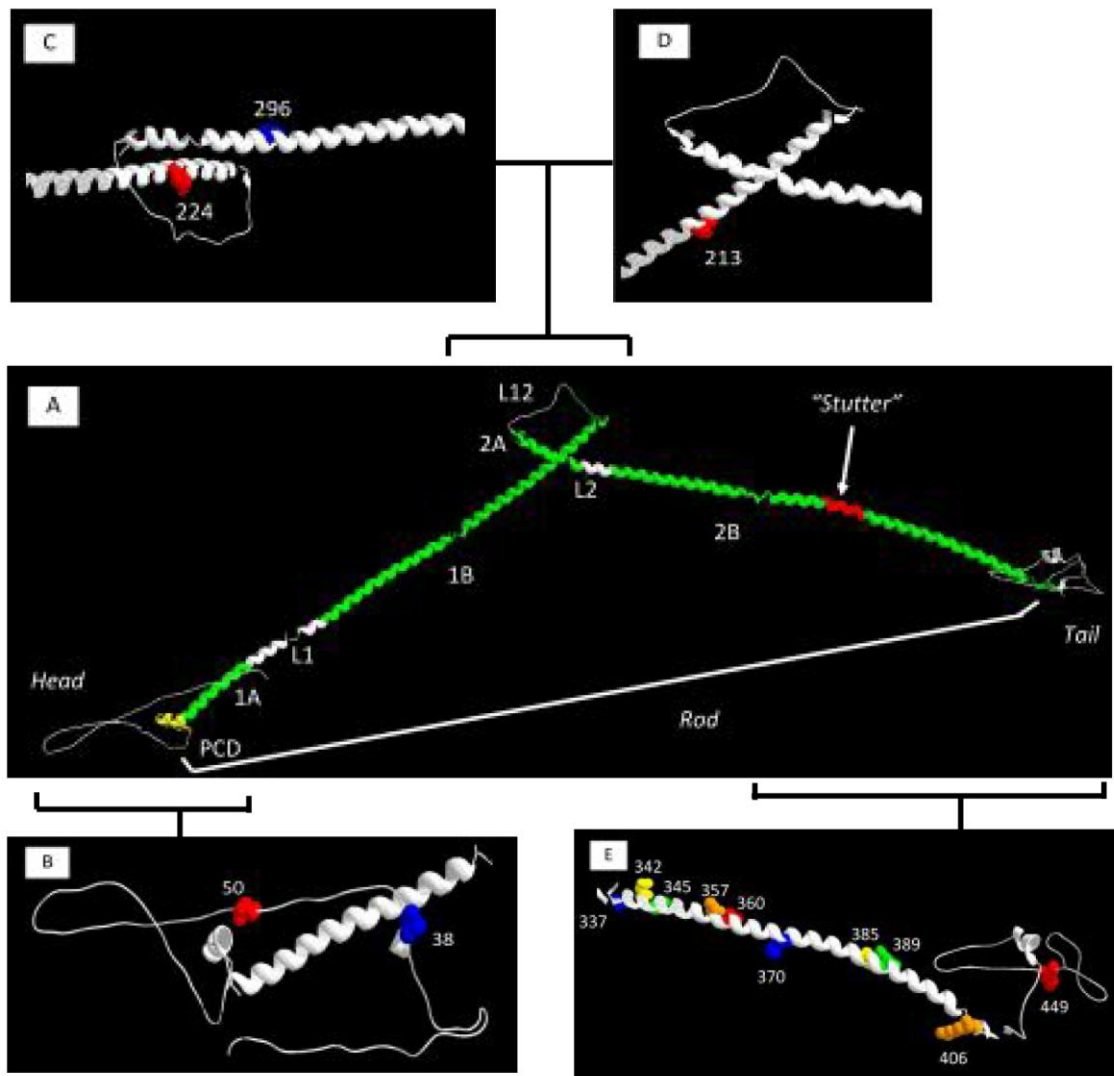 C
296
224
D
213
A
L12
"Stutter"
2A
L2
2B
1B
L1
Head
1A
Tail
Rod
PCD
B
50
38
E
342
345
357
360
337
370
385
389
449
406